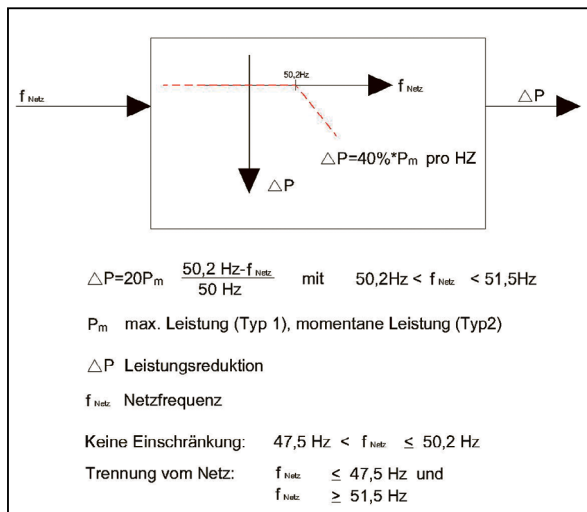 50,2Hz
f Netz
f Netz
△P
△P=40%*Pm pro HZ
△P
△P=20Pm 50,2 Hz-f Netz / 50 Hz mit 50,2Hz < f Netz < 51,5Hz
Pm max. Leistung (Typ 1), momentane Leistung (Typ2)
△P Leistungsreduktion
f Netz Netzfrequenz
Keine Einschränkung: 47,5 Hz < f Netz ≤ 50,2 Hz
Trennung vom Netz: f Netz ≤ 47,5 Hz und
f Netz ≥ 51,5 Hz